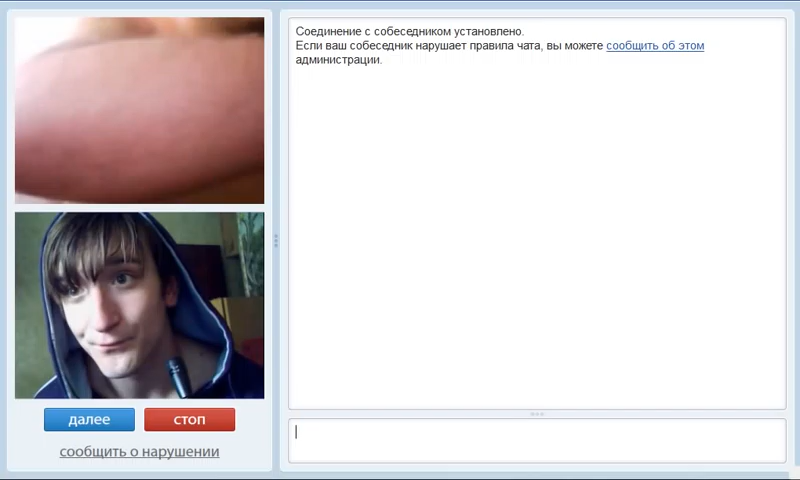 Соединение с собеседником установлено.
Если ваш собеседник нарушает правила чата, вы можете сообщить об этом
администрации.
далее
стоп
сообщить о нарушении